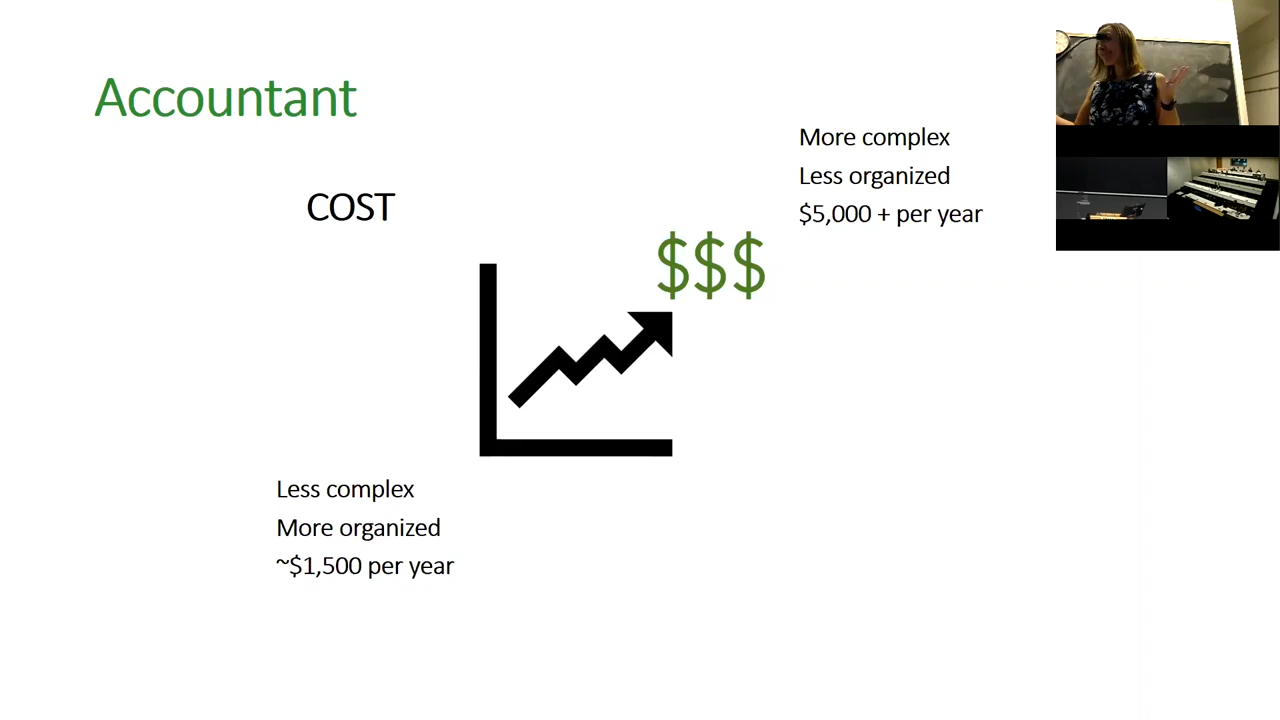 Accountant
COST
More complex
Less organized
$5,000 + per year
$$$
Less complex
More organized
~$1,500 per year